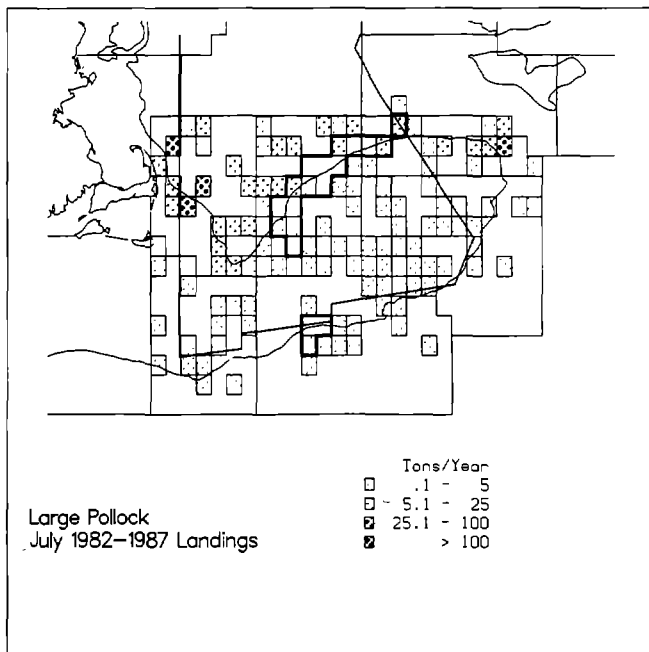 Tons/Year
.1 - 5
5.1 - 25
25.1 - 100
> 100
Large Pollock
July 1982-1987 Landings